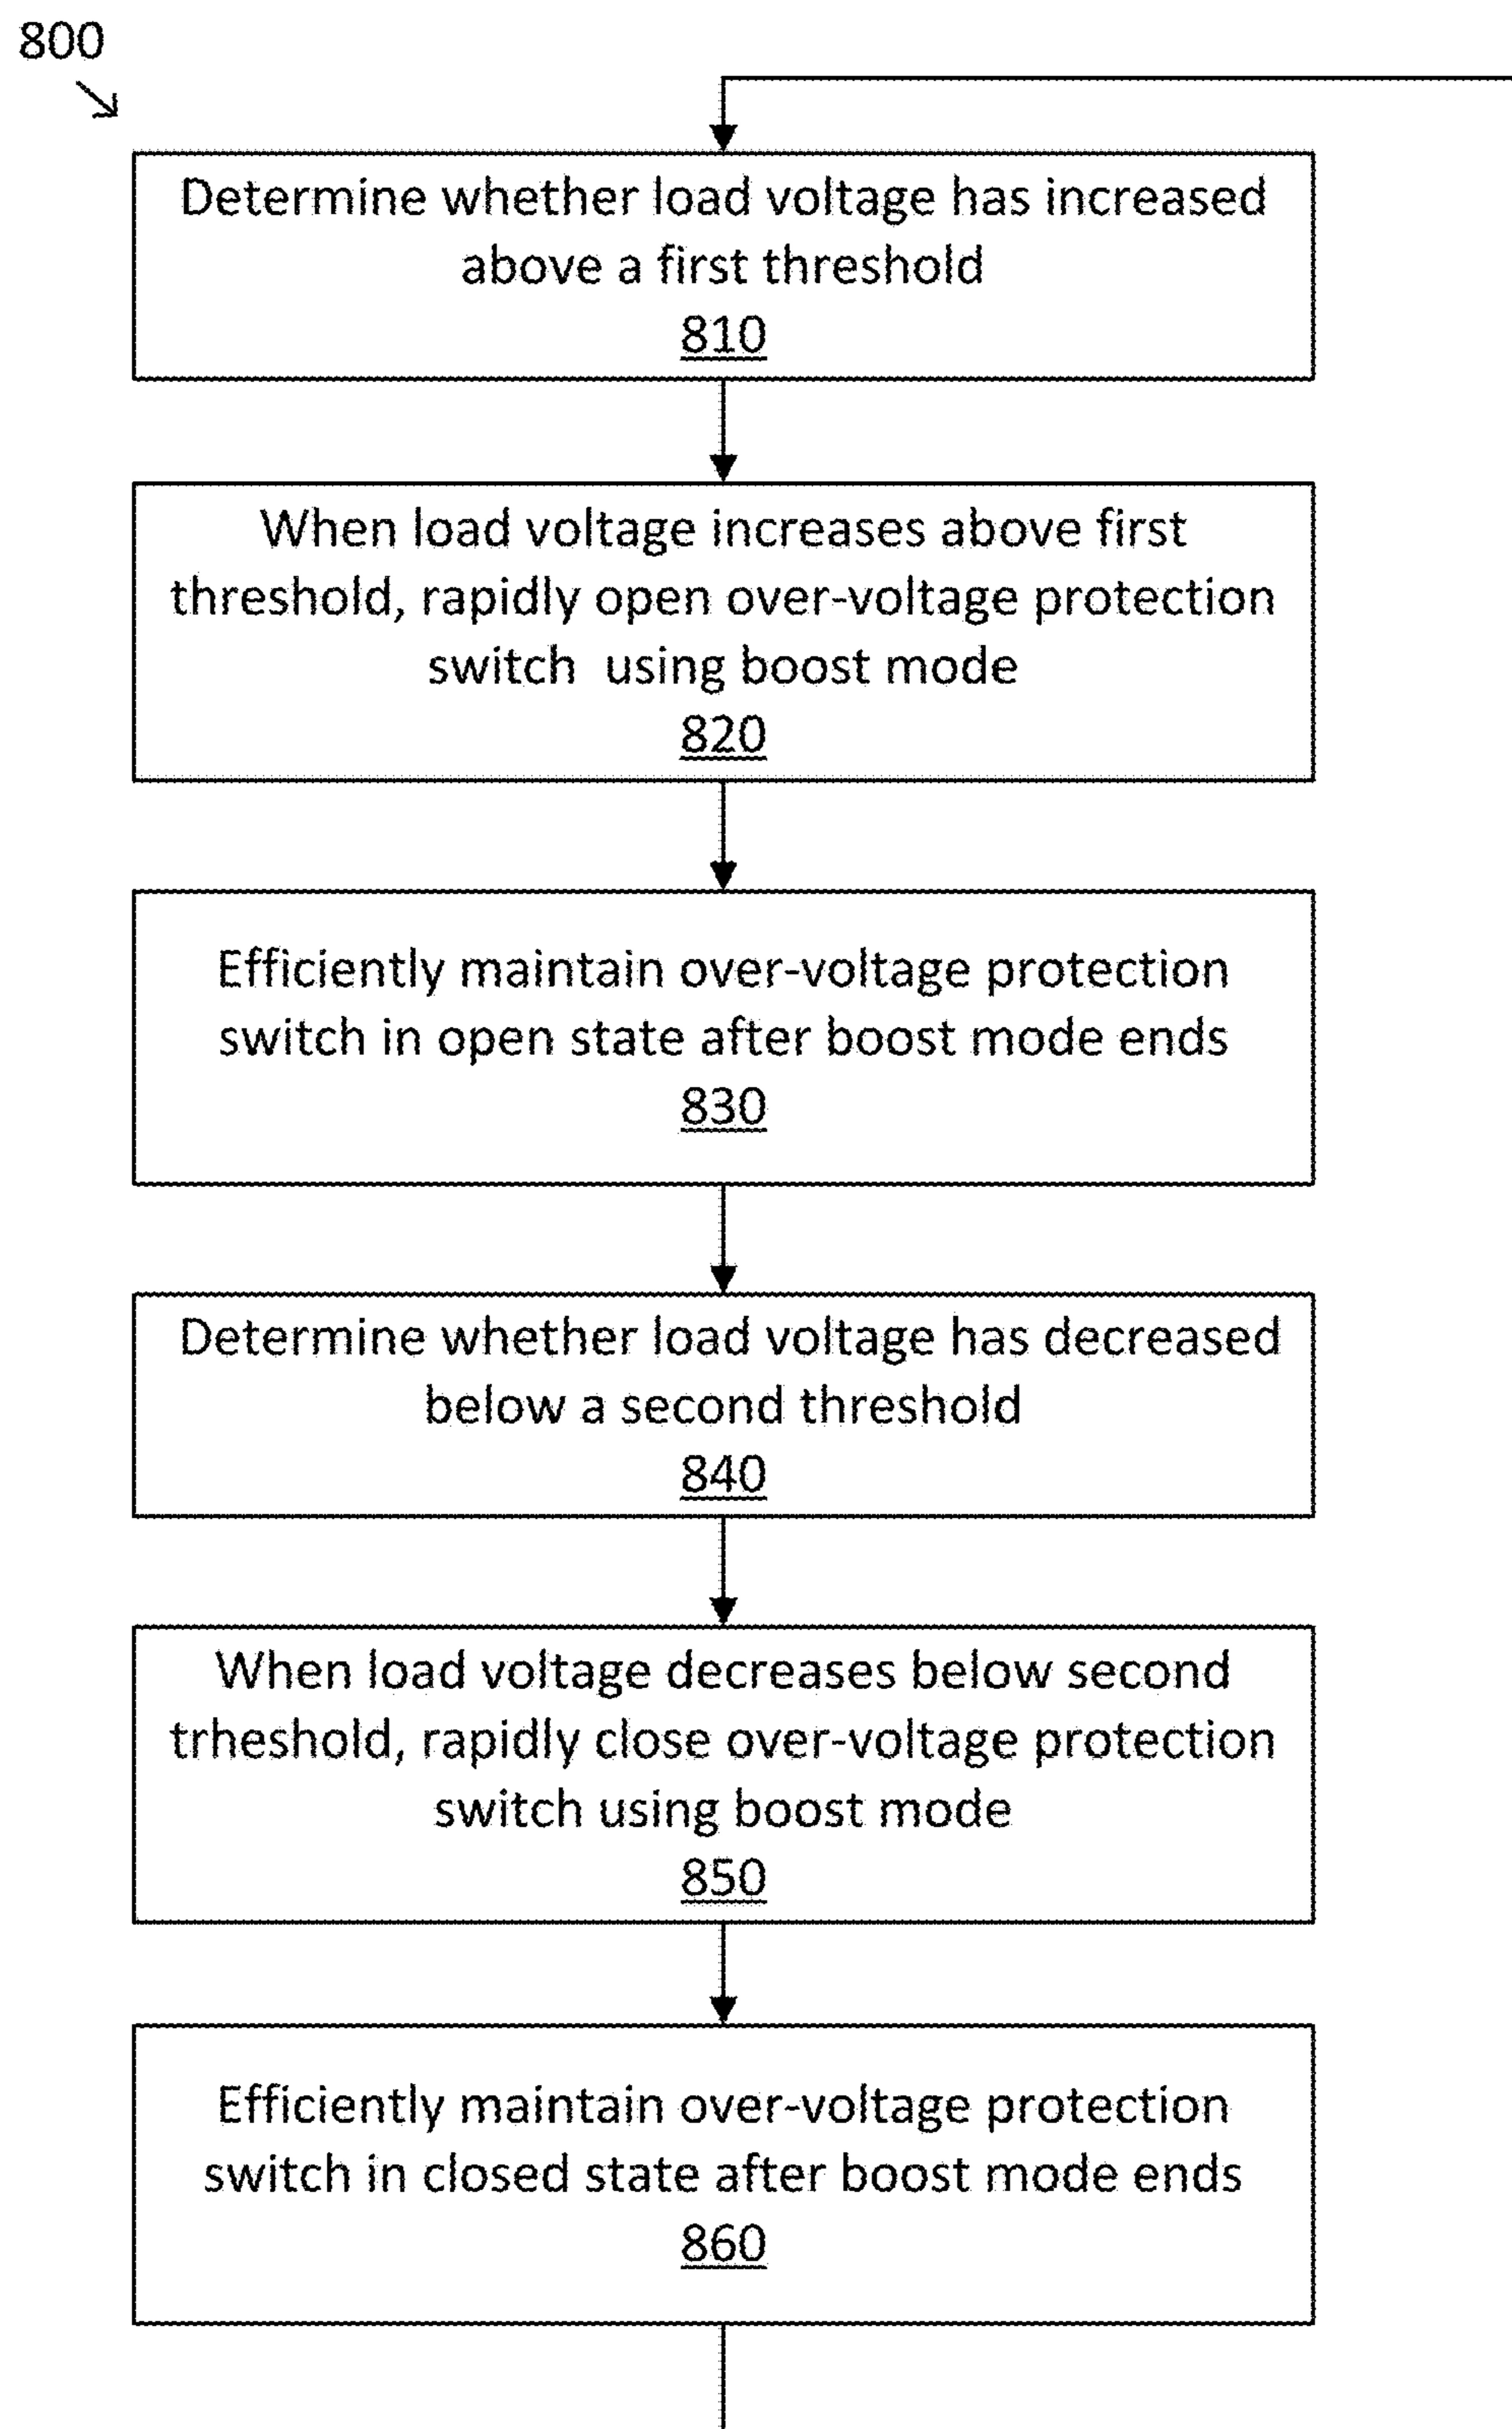 800
Determine whether load voltage has increased
above a first threshold
810
When load voltage increases above first
threshold, rapidly open over-voltage protection
switch using boost mode
820
Efficiently maintain over-voltage protection
switch in open state after boost mode ends
830
Determine whether load voltage has decreased
below a second threshold
840
When load voltage decreases below second
trheshold, rapidly close over-voltage protection
switch using boost mode
850
Efficiently maintain over-voltage protection
switch in closed state after boost mode ends
860